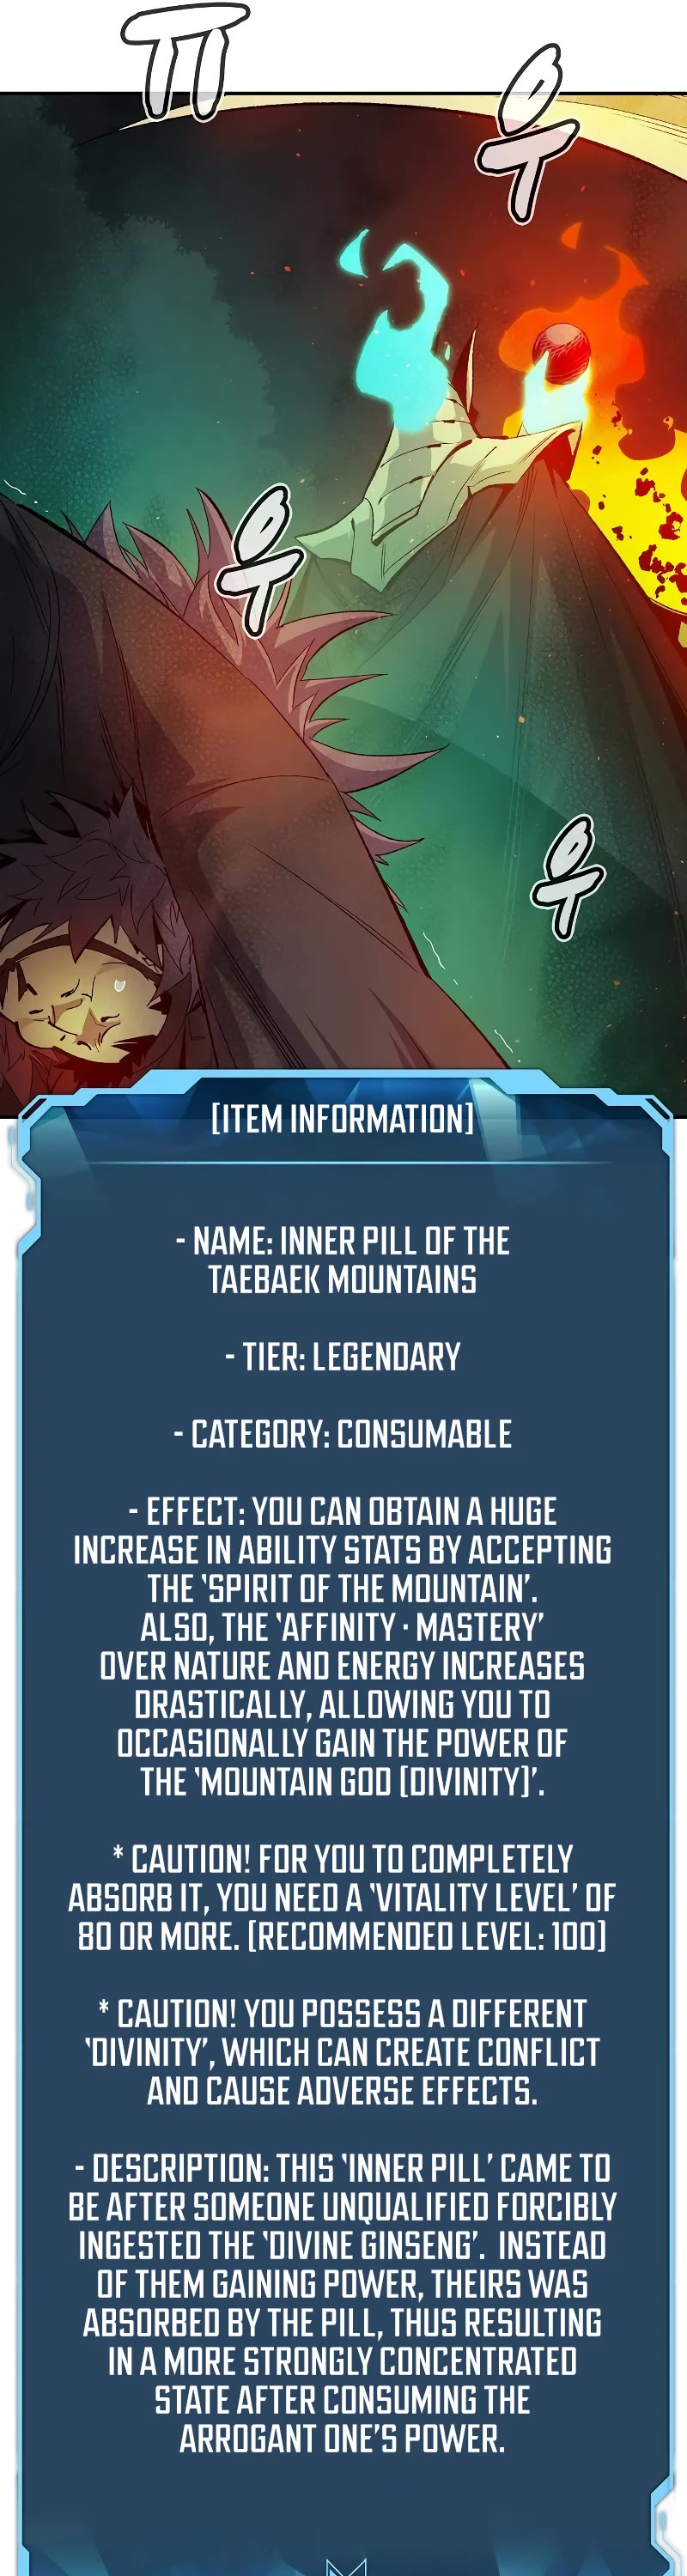 ㄲ
우
우
우
[ITEM INFORMATION]
- NAME: INNER PILL OF THE
TAEBAEK MOUNTAINS
- TIER: LEGENDARY
- CATEGORY: CONSUMABLE
- EFFECT: YOU CAN OBTAIN A HUGE
INCREASE IN ABILITY STATS BY ACCEPTING
THE 'SPIRIT OF THE MOUNTAIN'.
ALSO, THE 'AFFINITY · MASTERY'
OVER NATURE AND ENERGY INCREASES
DRASTICALLY, ALLOWING YOU TO
OCCASIONALLY GAIN THE POWER OF
THE 'MOUNTAIN GOD [DIVINITY]'.
* CAUTION! FOR YOU TO COMPLETELY
ABSORB IT, YOU NEED A 'VITALITY LEVEL' OF
80 OR MORE. [RECOMMENDED LEVEL: 100]
* CAUTION! YOU POSSESS A DIFFERENT
'DIVINITY', WHICH CAN CREATE CONFLICT
AND CAUSE ADVERSE EFFECTS.
- DESCRIPTION: THIS 'INNER PILL' CAME TO
BE AFTER SOMEONE UNQUALIFIED FORCIBLY
INGESTED THE 'DIVINE GINSENG'. INSTEAD
OF THEM GAINING POWER, THEIRS WAS
ABSORBED BY THE PILL, THUS RESULTING
IN A MORE STRONGLY CONCENTRATED
STATE AFTER CONSUMING THE
ARROGANT ONE'S POWER.